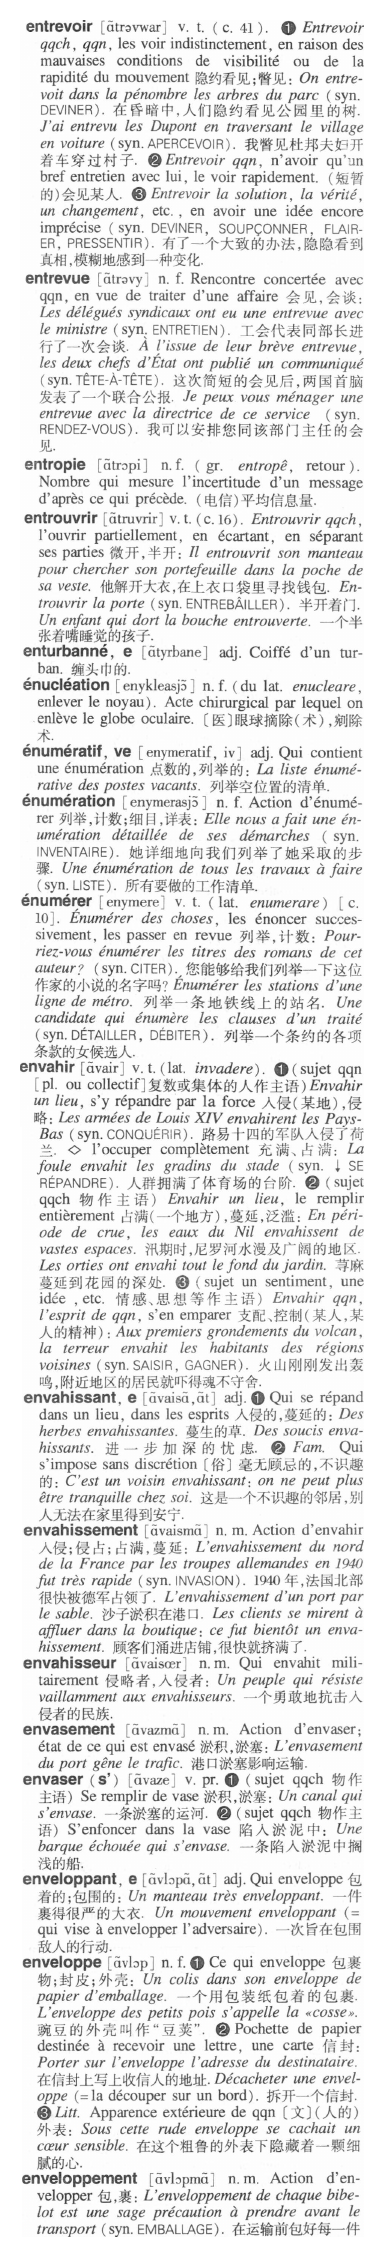 entrevoir [ɑ̃trəvwar] v. t. ( c. 41) . ❶ Entrevoir
qqch, qqn, les voir indistinctement, en raison des
mauvaises conditions de visibilité ou de la
rapidité du mouvement 隐约看见;瞥见: On entre-
voit dans la pénombre les arbres du parc (syn.
DEVINER) . 在昏暗中,人们隐约看见公园里的树.
J'ai entrevu les Dupont en traversant le village
en voiture (syn. APERCEVOIR) . 我瞥见杜邦夫妇开
着车穿过村子. ❷ Entrevoir qqn, n'avoir qu'un
bref entretien avec lui, le voir rapidement. (短暂
的)会见某人. ❸ Entrevoir la solution, la vérité,
un changement, etc. , en avoir une idée encore
imprécise ( syn. DEVINER, SOUPÇONNER, FLAIR-
ER, PRESSENTIR) . 有了一个大致的办法,隐隐看到
真相,模糊地感到一种变化.
entrevue [ɑ̃trəvy] n. f. Rencontre concertée avec
qqn, en vue de traiter d'une affaire 会见,会谈:
Les délégués syndicaux ont eu une entrevue avec
le ministre ( syn. ENTRETIEN) . 工会代表同部长进
行了一次会谈. À l'issue de leur brève entrevue,
les deux chefs d'État ont publié un communiqué
(syn. TÊTE-À-TÊTE) . 这次简短的会见后,两国首脑
发表了一个联合公报. Je peux vous ménager une
entrevue avec la directrice de ce service ( syn.
RENDEZ-VOUS) . 我可以安排您同该部门主任的会
见.
entropie [ɑ̃trɔpi] n. f. ( gr. entropê, retour ) .
Nombre qui mesure l'incertitude d'un message
d'après ce qui précède. (电信)平均信息量.
entrouvrir [ɑ̃truvrir] v. t. (c. 16) . Entrouvrir qqch,
l'ouvrir partiellement, en écartant, en séparant
ses parties 微开,半开: Il entrouvrit son manteau
pour chercher son portefeuille dans la poche de
sa veste. 他解开大衣,在上衣口袋里寻找钱包. En-
trouvrir la porte (syn. ENTREBÂILLER) . 半开着门.
Un enfant qui dort la bouche entrouverte. 一个半
张着嘴睡觉的孩子.
enturbanné, e [ɑ̃tyrbane] adj. Coiffé d'un tur-
ban. 缠头巾的.
énucléation [enykleasjɔ̃] n. f. ( du lat. enucleare,
enlever le noyau) . Acte chirurgical par lequel on
enlève le globe oculaire. 〔医〕眼球摘除(术),剜除
术.
énumératif, ve [enymeratif, iv] adj. Qui contient
une énumération 点数的,列举的: La liste énumé-
rative des postes vacants. 列举空位置的清单.
énumération [enymerasjɔ̃] n. f. Action d'énumé-
rer 列举,计数;细目,详表: Elle nous a fait une én-
umération détaillée de ses démarches ( syn.
INVENTAIRE) . 她详细地向我们列举了她采取的步
骤. Une énumération de tous les travaux à faire
(syn. LISTE) . 所有要做的工作清单.
énumérer [enymere] v. t. ( lat. enumerare) [ c.
10] . Énumérer des choses, les énoncer succes-
sivement, les passer en revue 列举,计数: Pour-
riez-vous énumérer les titres des romans de cet
auteur? (syn. CITER) . 您能够给我们列举一下这位
作家的小说的名字吗? Énumérer les stations d'une
ligne de métro. 列举一条地铁线上的站名. Une
candidate qui énumère les clauses d'un traité
(syn. DÉTAILLER, DÉBITER) . 列举一个条约的各项
条款的女候选人.
envahir [ɑ̃vair] v. t. (lat. invadere) . ❶ (sujet qqn
[pl. ou collectif]复数或集体的人作主语) Envahir
un lieu, s'y répandre par la force 入侵(某地),侵
略: Les armées de Louis XIV envahirent les Pays-
Bas (syn. CONQUÉRIR) . 路易十四的军队入侵了荷
兰. ◇ l'occuper complètement 充满、占满: La
foule envahit les gradins du stade ( syn. ↓ SE
RÉPANDRE) . 人群拥满了体育场的台阶. ❷ ( sujet
qqch 物作主语 ) Envahir un lieu, le remplir
entièrement 占满(一个地方),蔓延,泛滥: En péri-
ode de crue, les eaux du Nil envahissent de
vastes espaces. 汛期时,尼罗河水漫及广阔的地区.
Les orties ont envahi tout le fond du jardin. 荨麻
蔓延到花园的深处. ❸ ( sujet un sentiment, une
idée , etc. 情感、思想等作主语) Envahir qqn,
l'esprit de qqn, s'en emparer 支配、控制(某人,某
人的精神): Aux premiers grondements du volcan,
la terreur envahit les habitants des régions
voisines (syn. SAISIR, GAGNER) . 火山刚刚发出轰
鸣,附近地区的居民就吓得魂不守舍.
envahissant, e [ɑ̃vaisɑ̃,ɑ̃t] adj. ❶ Qui se répand
dans un lieu, dans les esprits 入侵的,蔓延的: Des
herbes envahissantes. 蔓生的草. Des soucis enva-
hissants. 进一步加深的忧虑. ❷ Fam. Qui
s'impose sans discrétion [俗] 毫无顾忌的,不识趣
的: C'est un voisin envahissant: on ne peut plus
être tranquille chez soi. 这是一个不识趣的邻居,别
人无法在家里得到安宁.
envahissement [ɑ̃vaismɑ̃] n. m. Action d'envahir
入侵;侵占;占满,蔓延: L'envahissement du nord
de la France par les troupes allemandes en 1940
fut très rapide (syn. INVASION) . 1940 年,法国北部
很快被德军占领了. L'envahissement d'un port par
le sable. 沙子淤积在港口. Les clients se mirent à
affluer dans la boutique: ce fut bientôt un enva-
hissement. 顾客们涌进店铺,很快就挤满了.
envahisseur [ɑ̃vaisœr] n. m. Qui envahit mili-
tairement 侵略者,入侵者: Un peuple qui résiste
vaillamment aux envahisseurs. 一个勇敢地抗击入
侵者的民族.
envasement [ɑ̃vazmɑ̃] n. m. Action d'envaser;
état de ce qui est envasé 淤积,淤塞: L'envasement
du port gêne le trafic. 港口淤塞影响运输.
envaser ( s') [ɑ̃vaze] v. pr. ❶ ( sujet qqch 物作
主语) Se remplir de vase 淤积,淤塞: Un canal qui
s'envase. 一条淤塞的运河. ❷ (sujet qqch 物作主
语) S'enfoncer dans la vase 陷入淤泥中: Une
barque échouée qui s'envase. 一条陷入淤泥中搁
浅的船.
enveloppant, e [ɑ̃vlɔpɑ̃, ɑ̃t] adj. Qui enveloppe 包
着的;包围的: Un manteau très enveloppant. 一件
裹得很严的大衣. Un mouvement enveloppant ( =
qui vise à envelopper l'adversaire) . 一次旨在包围
敌人的行动.
enveloppe [ɑ̃vlɔp] n. f. ❶ Ce qui enveloppe 包裹
物;封皮;外壳: Un colis dans son enveloppe de
papier d'emballage. 一个用包装纸包着的包裹.
L'enveloppe des petits pois s'appelle la «cosse».
豌豆的外壳叫作“豆荚”. ❷ Pochette de papier
destinée à recevoir une lettre, une carte 信封:
Porter sur l'enveloppe l'adresse du destinataire.
在信封上写上收信人的地址. Décacheter une envel-
oppe (= la découper sur un bord) . 拆开一个信封.
❸ Litt. Apparence extérieure de qqn [文](人的)
外表: Sous cette rude enveloppe se cachait un
cœur sensible. 在这个粗鲁的外表下隐藏着一颗细
腻的心.
enveloppement [ɑ̃vlɔpmɑ̃] n. m. Action d'en-
velopper 包,裹: L'enveloppement de chaque bibe-
lot est une sage précaution à prendre avant le
transport (syn. EMBALLAGE) . 在运输前包好每一件